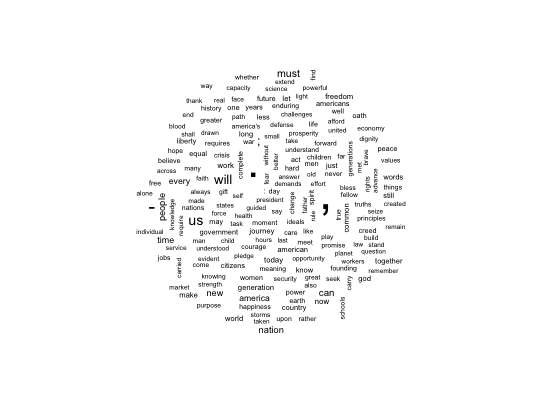 must find
whether extend
way capacity science powerful
thank real face future let light freedom
history one years enduring americans
end path less challenges well oath
greater america's defense life afford
blood shall drawn long ; small prosperity united economy
liberty requires war take forward dignity
hope equal crisis complete without better understand generations peace
believe act children far met brave values
across many work hard men just
every faith will . fear answer old never rights advance words
free demands effort bless things
alone always gift self : day fellow still
- people made president change father spirit , true common truths created
knowledge nations states guided say rule seize
us force health principles
require may task moment ideals creed remain
individual government journey care like build
time man child hours last meet play promise law stand
service understood courage american planet question
jobs evident pledge today opportunity workers together
carried come citizens meaning know founding remember
knowing women security great seek carry god
market strength generation also
make new power can
america earth now schools
purpose happiness country
world storms upon rather
taken
nation